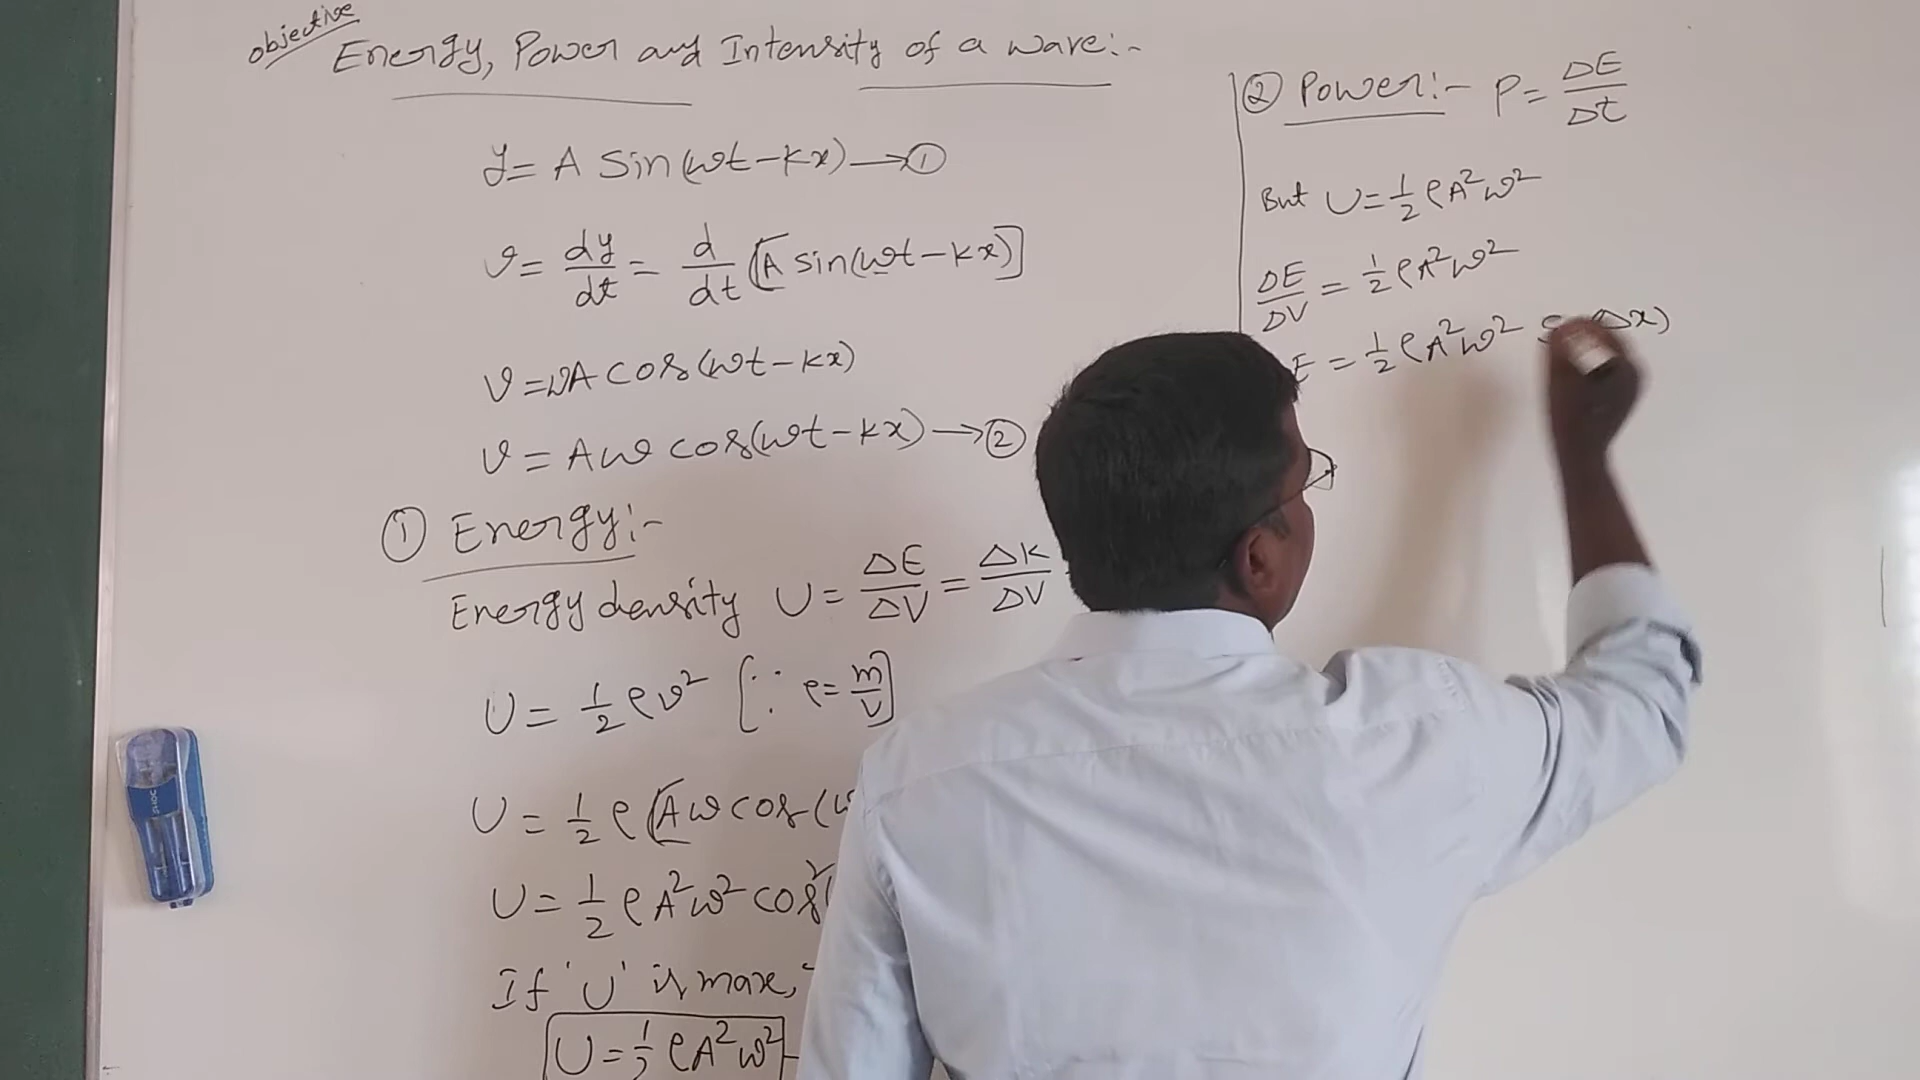 objective
Energy, Power and Intensity of a wave:-
y = A Sin(ωt-kx) → ①
v = dy/dt = d/dt [A sin(ωt-kx)]
v = ωA cos(ωt-kx)
v = Aω cos(ωt-kx) → ②
① Energy:-
Energy density U = ΔE/ΔV = ΔK/ΔV
U = 1/2 ρv² [∵ ρ = m/v]
U = 1/2 ρ[Aω cos(
U = 1/2 ρA²ω² cos²(
If 'U' is max,
U = 1/2 ρA²ω²
② Power:- P = ΔE/Δt
But U = 1/2 ρA²ω²
ΔE/ΔV = 1/2 ρA²ω²
E = 1/2 ρA²ω² Δx)